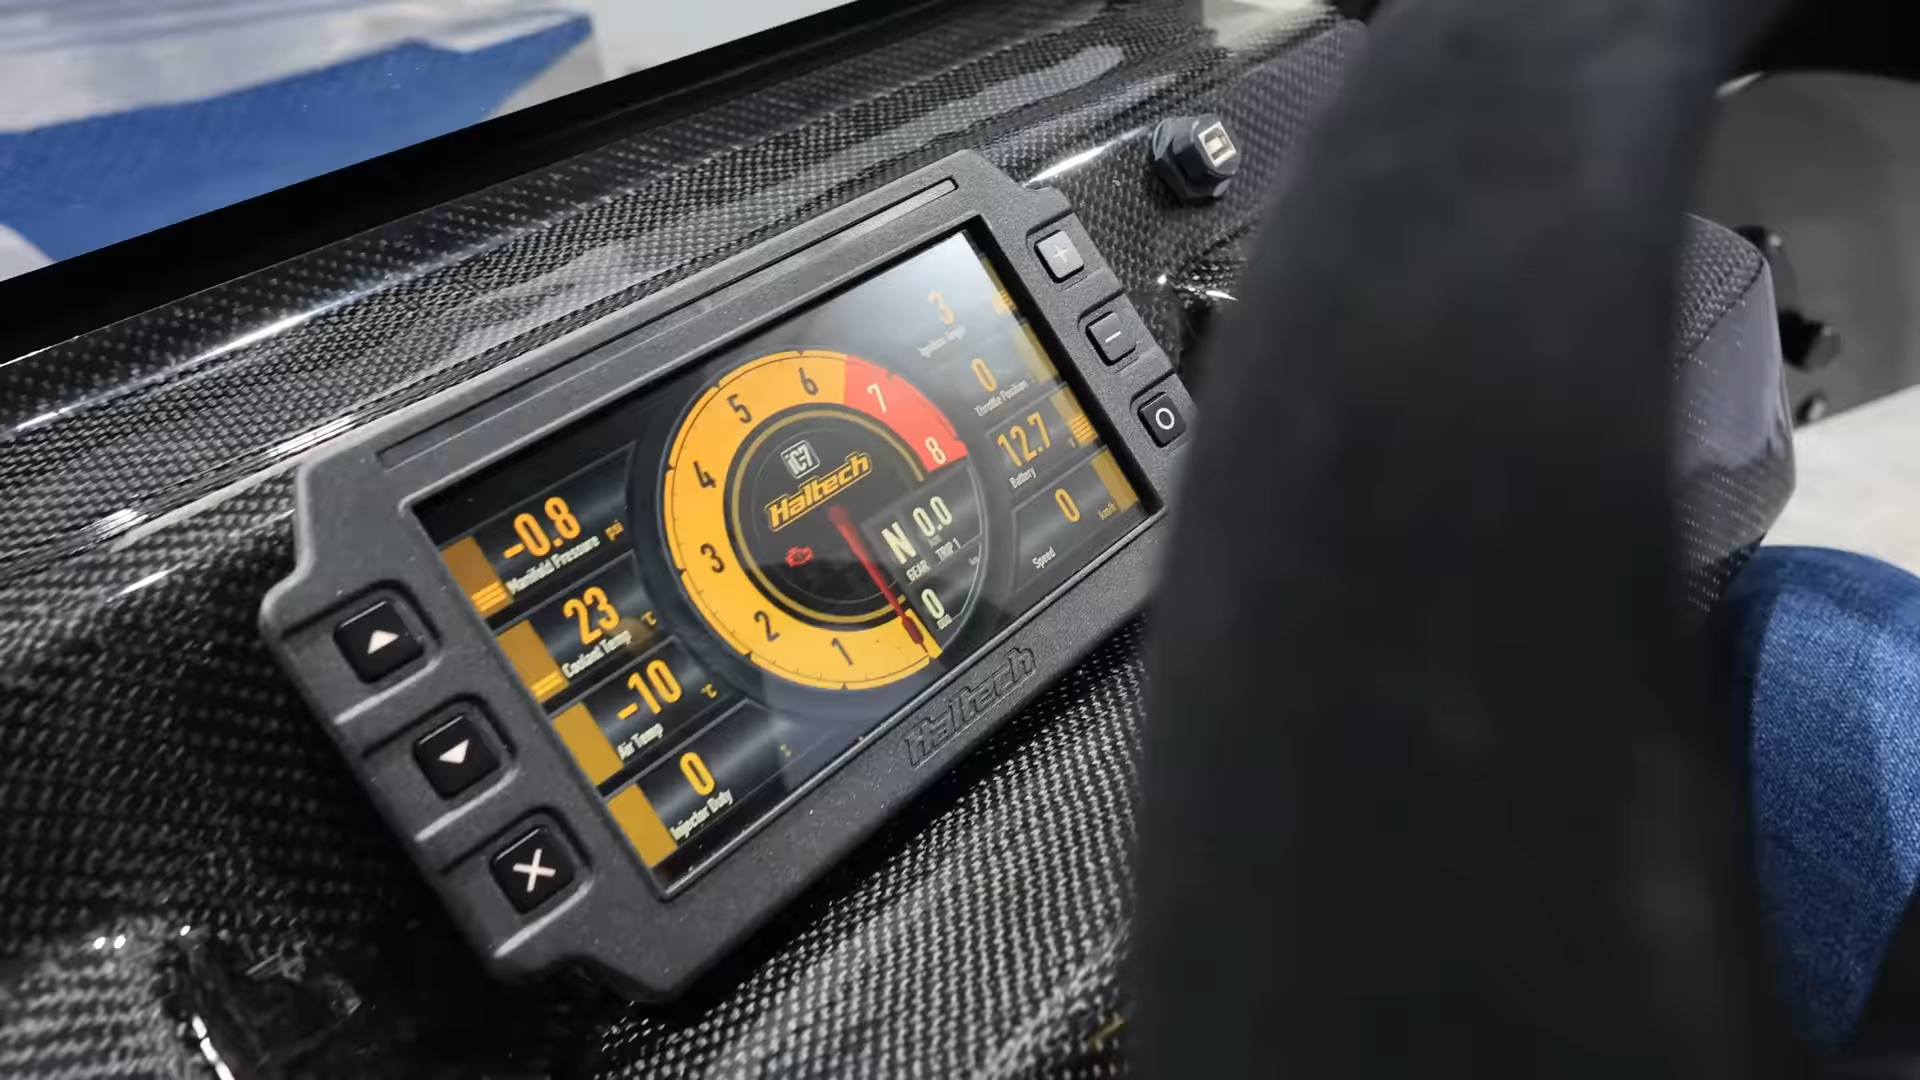 -0.8 psi
Manifold Pressure
23 °C
Coolant Temp
-10 °C
Air Temp
0
Injector Duty
1
2
3
4
5
6
7
8
iC-7
Haltech
N 0.0
GEAR TRIP 1
0
3
Ignition Angle
0
Throttle Position
12.7 V
Battery
0 km/h
Speed
Haltech